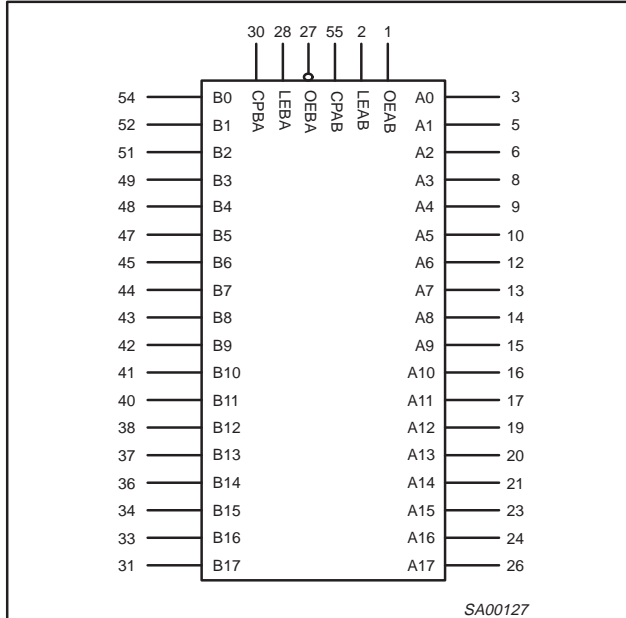 30 28 27 55 2 1
CPBA LEBA OEBA CPAB LEAB OEAB
54 B0 A0 3
52 B1 A1 5
51 B2 A2 6
49 B3 A3 8
48 B4 A4 9
47 B5 A5 10
45 B6 A6 12
44 B7 A7 13
43 B8 A8 14
42 B9 A9 15
41 B10 A10 16
40 B11 A11 17
38 B12 A12 19
37 B13 A13 20
36 B14 A14 21
34 B15 A15 23
33 B16 A16 24
31 B17 A17 26
SA00127